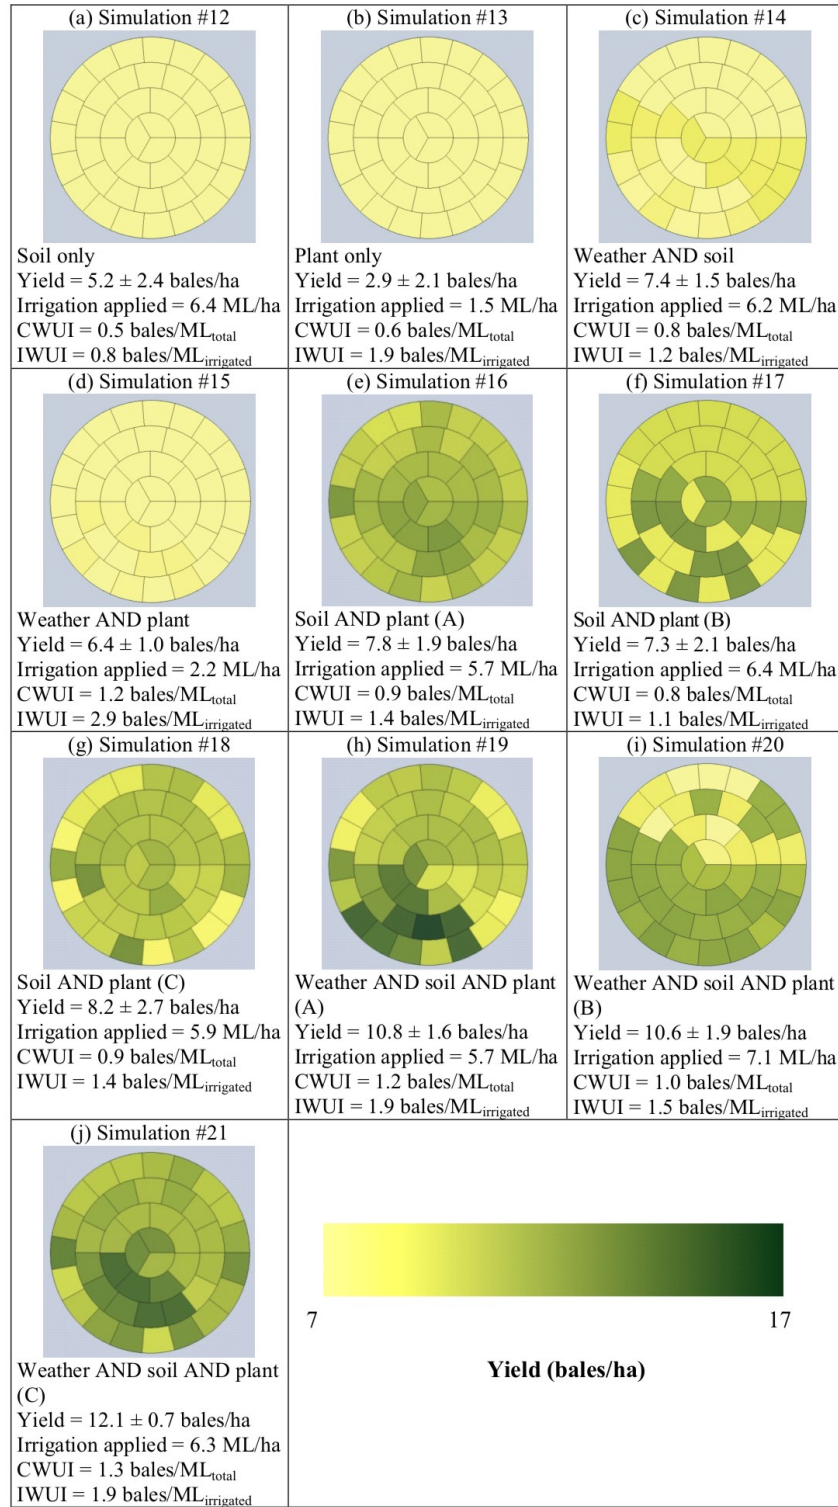 (a) Simulation #12
Soil only
Yield = 5.2 ± 2.4 bales/ha
Irrigation applied = 6.4 ML/ha
CWUI = 0.5 bales/MLtotal
IWUI = 0.8 bales/MLirrigated
(b) Simulation #13
Plant only
Yield = 2.9 ± 2.1 bales/ha
Irrigation applied = 1.5 ML/ha
CWUI = 0.6 bales/MLtotal
IWUI = 1.9 bales/MLirrigated
(c) Simulation #14
Weather AND soil
Yield = 7.4 ± 1.5 bales/ha
Irrigation applied = 6.2 ML/ha
CWUI = 0.8 bales/MLtotal
IWUI = 1.2 bales/MLirrigated
(d) Simulation #15
Weather AND plant
Yield = 6.4 ± 1.0 bales/ha
Irrigation applied = 2.2 ML/ha
CWUI = 1.2 bales/MLtotal
IWUI = 2.9 bales/MLirrigated
(e) Simulation #16
Soil AND plant (A)
Yield = 7.8 ± 1.9 bales/ha
Irrigation applied = 5.7 ML/ha
CWUI = 0.9 bales/MLtotal
IWUI = 1.4 bales/MLirrigated
(f) Simulation #17
Soil AND plant (B)
Yield = 7.3 ± 2.1 bales/ha
Irrigation applied = 6.4 ML/ha
CWUI = 0.8 bales/MLtotal
IWUI = 1.1 bales/MLirrigated
(g) Simulation #18
Soil AND plant (C)
Yield = 8.2 ± 2.7 bales/ha
Irrigation applied = 5.9 ML/ha
CWUI = 0.9 bales/MLtotal
IWUI = 1.4 bales/MLirrigated
(h) Simulation #19
Weather AND soil AND plant
(A)
Yield = 10.8 ± 1.6 bales/ha
Irrigation applied = 5.7 ML/ha
CWUI = 1.2 bales/MLtotal
IWUI = 1.9 bales/MLirrigated
(i) Simulation #20
Weather AND soil AND plant
(B)
Yield = 10.6 ± 1.9 bales/ha
Irrigation applied = 7.1 ML/ha
CWUI = 1.0 bales/MLtotal
IWUI = 1.5 bales/MLirrigated
(j) Simulation #21
Weather AND soil AND plant
(C)
Yield = 12.1 ± 0.7 bales/ha
Irrigation applied = 6.3 ML/ha
CWUI = 1.3 bales/MLtotal
IWUI = 1.9 bales/MLirrigated
7 17
Yield (bales/ha)